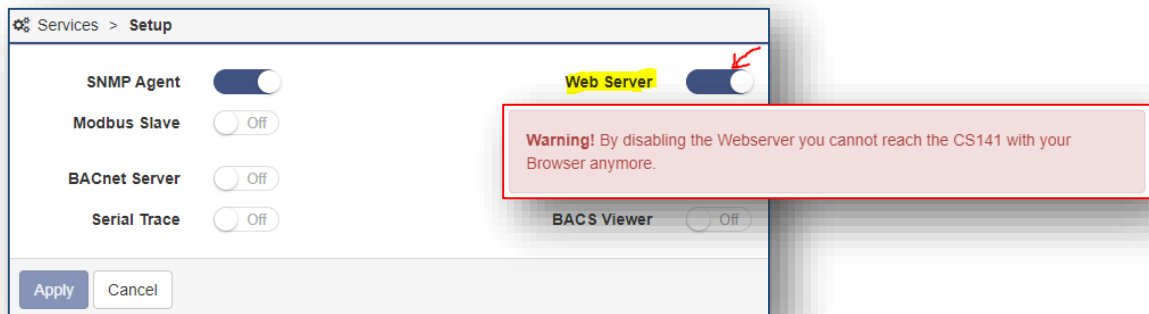 Services > Setup
SNMP Agent
Web Server
Modbus Slave Off
Warning! By disabling the Webserver you cannot reach the CS141 with your
Browser anymore.
BACnet Server Off
Serial Trace Off
BACS Viewer Off
Apply Cancel